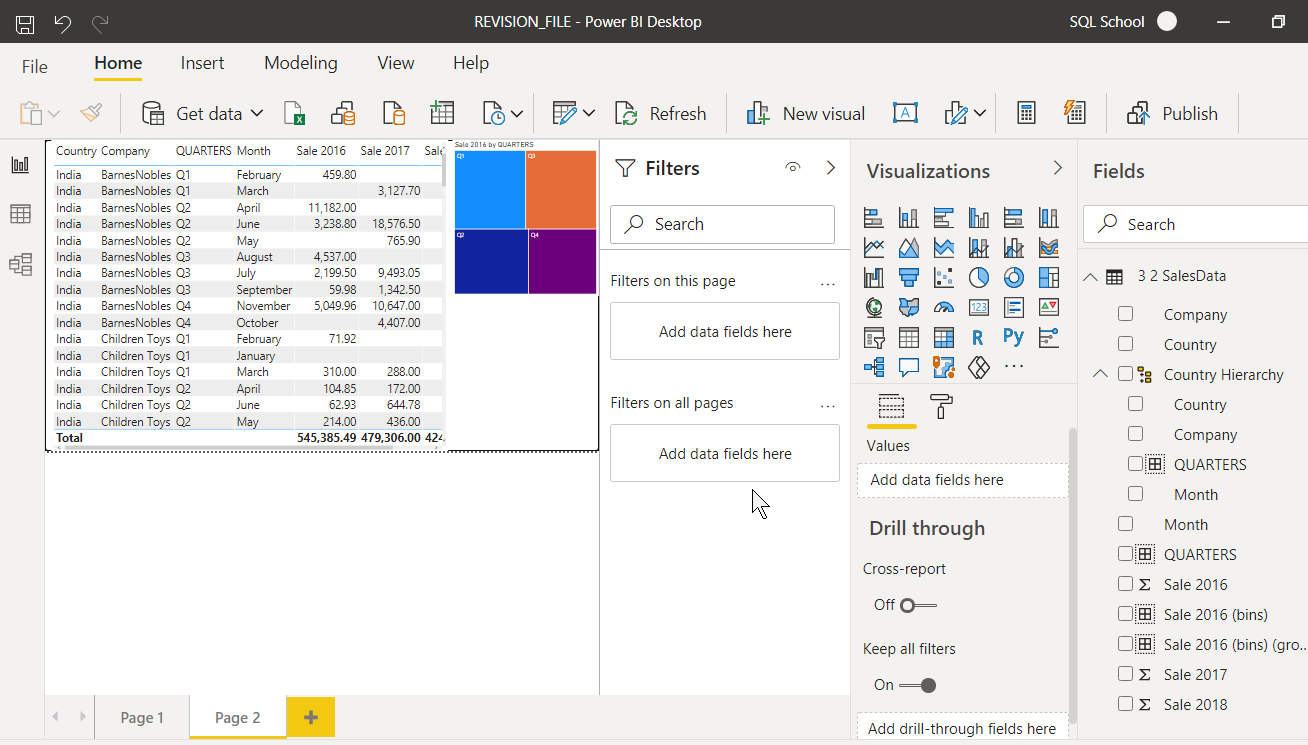 REVISION_FILE - Power BI Desktop
SQL School
File Home Insert Modeling View Help
Get data Refresh New visual A Publish
Country Company QUARTERS Month Sale 2016 Sale 2017 Sale
India BarnesNobles Q1 February 459.80
India BarnesNobles Q1 March 3,127.70
India BarnesNobles Q2 April 11,182.00
India BarnesNobles Q2 June 3,238.80 18,576.50
India BarnesNobles Q2 May 765.90
India BarnesNobles Q3 August 4,537.00
India BarnesNobles Q3 July 2,199.50 9,493.05
India BarnesNobles Q3 September 59.98 1,342.50
India BarnesNobles Q4 November 5,049.96 10,647.00
India BarnesNobles Q4 October 4,407.00
India Children Toys Q1 February 71.92
India Children Toys Q1 January
India Children Toys Q1 March 310.00 288.00
India Children Toys Q2 April 104.85 172.00
India Children Toys Q2 June 62.93 644.78
India Children Toys Q2 May 214.00 436.00
Total 545,385.49 479,306.00 424,
Sale 2016 by QUARTERS
Q1 Q3
Q2 Q4
Filters
Search
Filters on this page ...
Add data fields here
Filters on all pages ...
Add data fields here
Visualizations
123
R Py
...
Values
Add data fields here
Drill through
Cross-report
Off
Keep all filters
On
Add drill-through fields here
Fields
Search
3 2 SalesData
Company
Country
Country Hierarchy
Country
Company
QUARTERS
Month
Month
QUARTERS
Σ Sale 2016
Sale 2016 (bins)
Sale 2016 (bins) (gro...
Σ Sale 2017
Σ Sale 2018
Page 1 Page 2 +